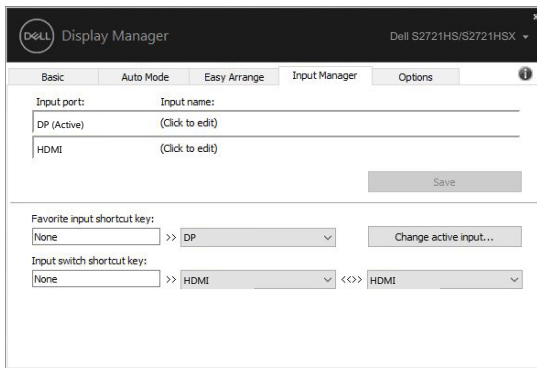 DELL Display Manager Dell S2721HS/S2721HSX
Basic Auto Mode Easy Arrange Input Manager Options
Input port: Input name:
DP (Active) (Click to edit)
HDMI (Click to edit)
Save
Favorite input shortcut key:
None >> DP Change active input...
Input switch shortcut key:
None >> HDMI <<>> HDMI